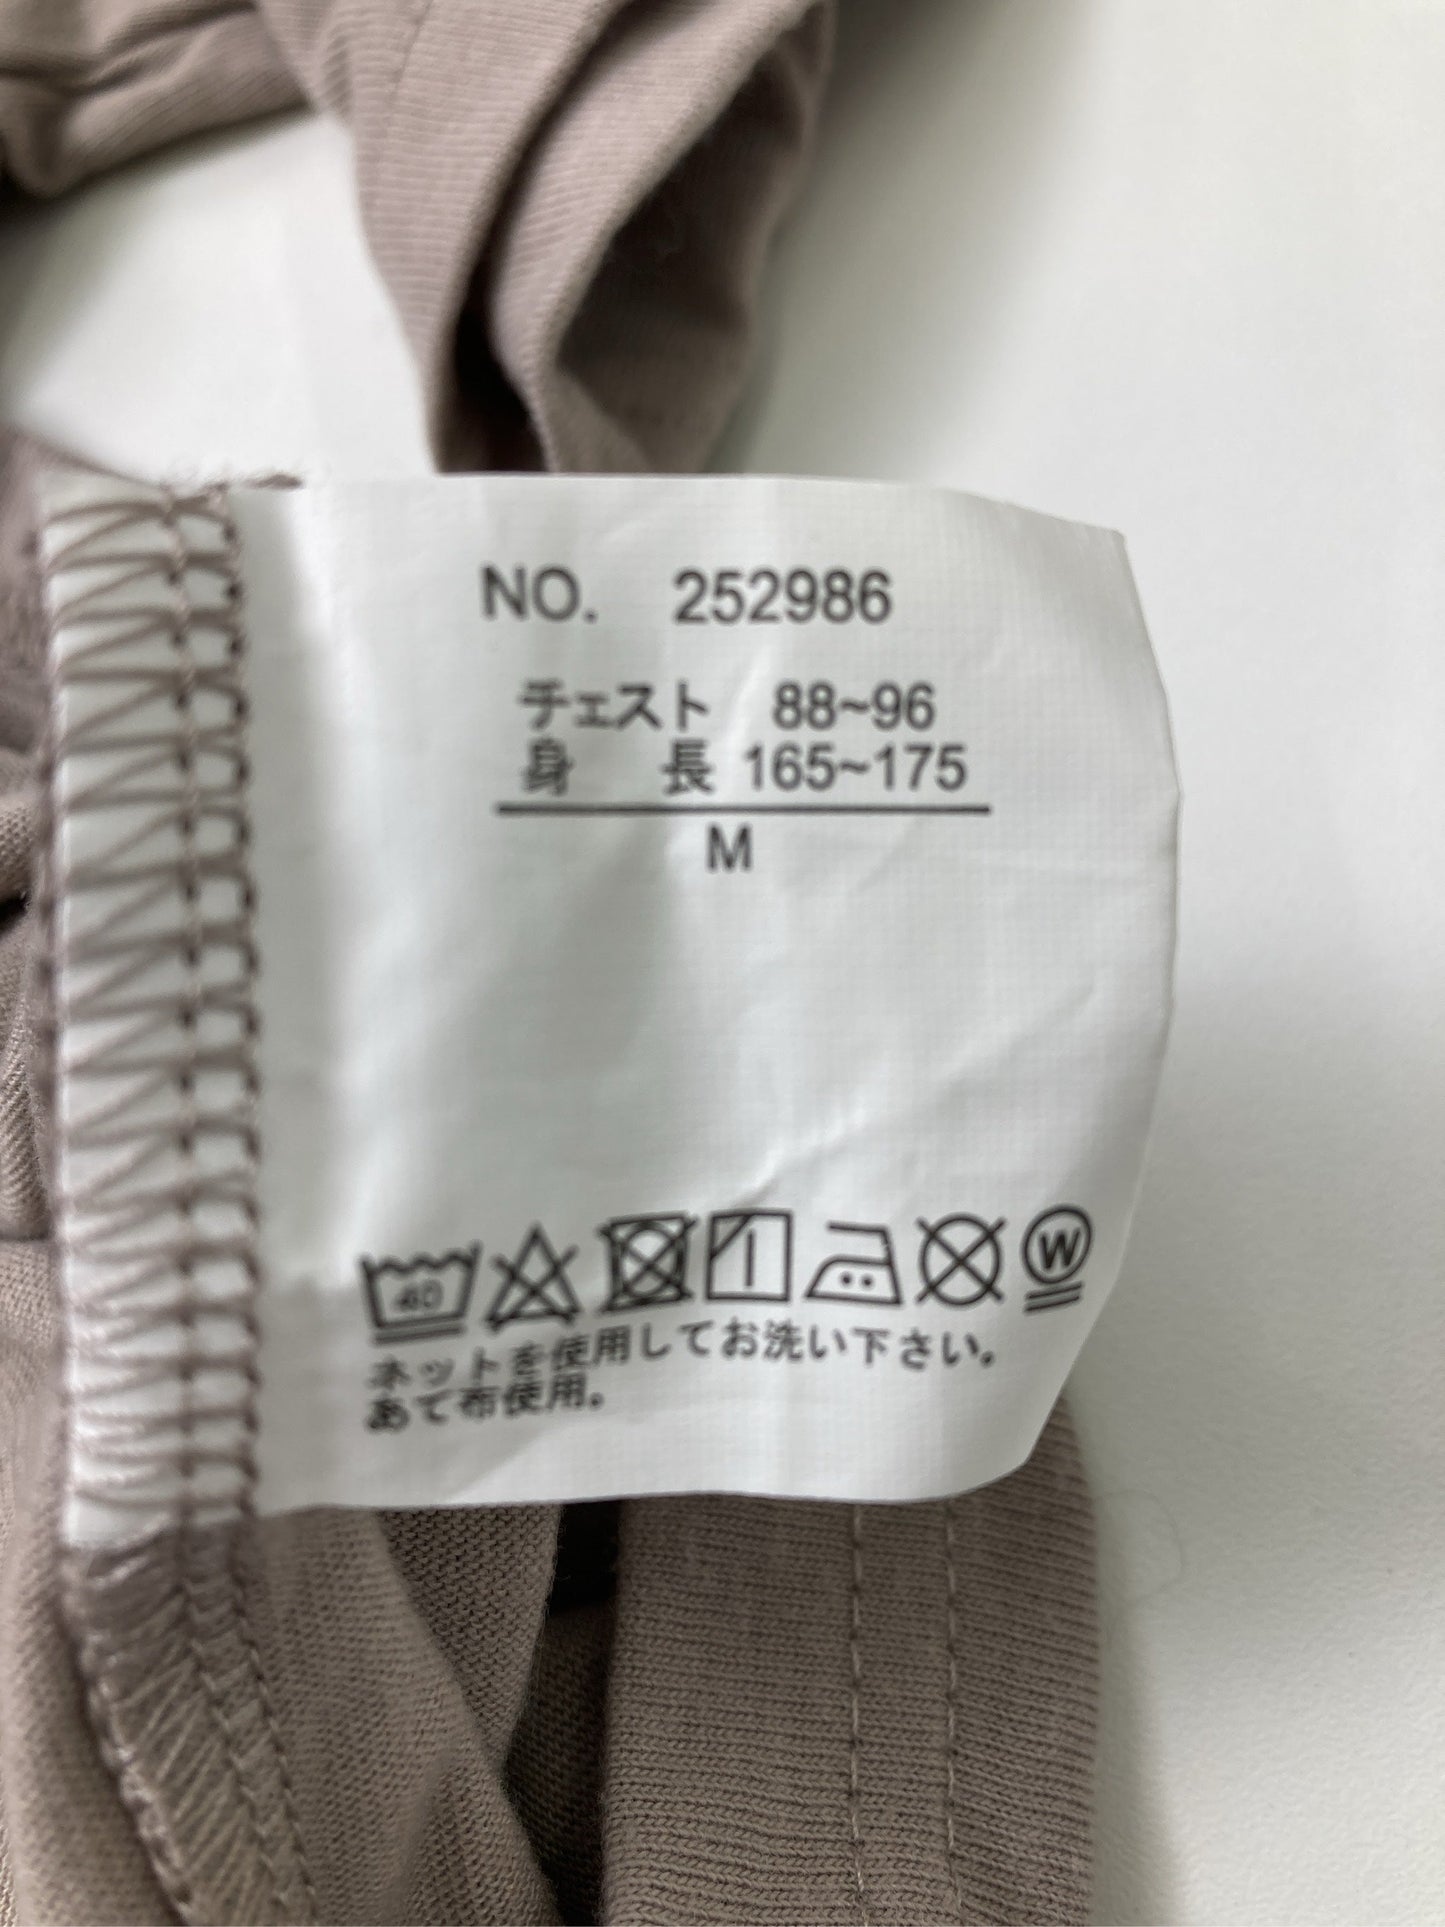 NO. 252986
チェスト 88~96
身 長 165~175
M
40 W
ネットを使用してお洗い下さい。
あて布使用。